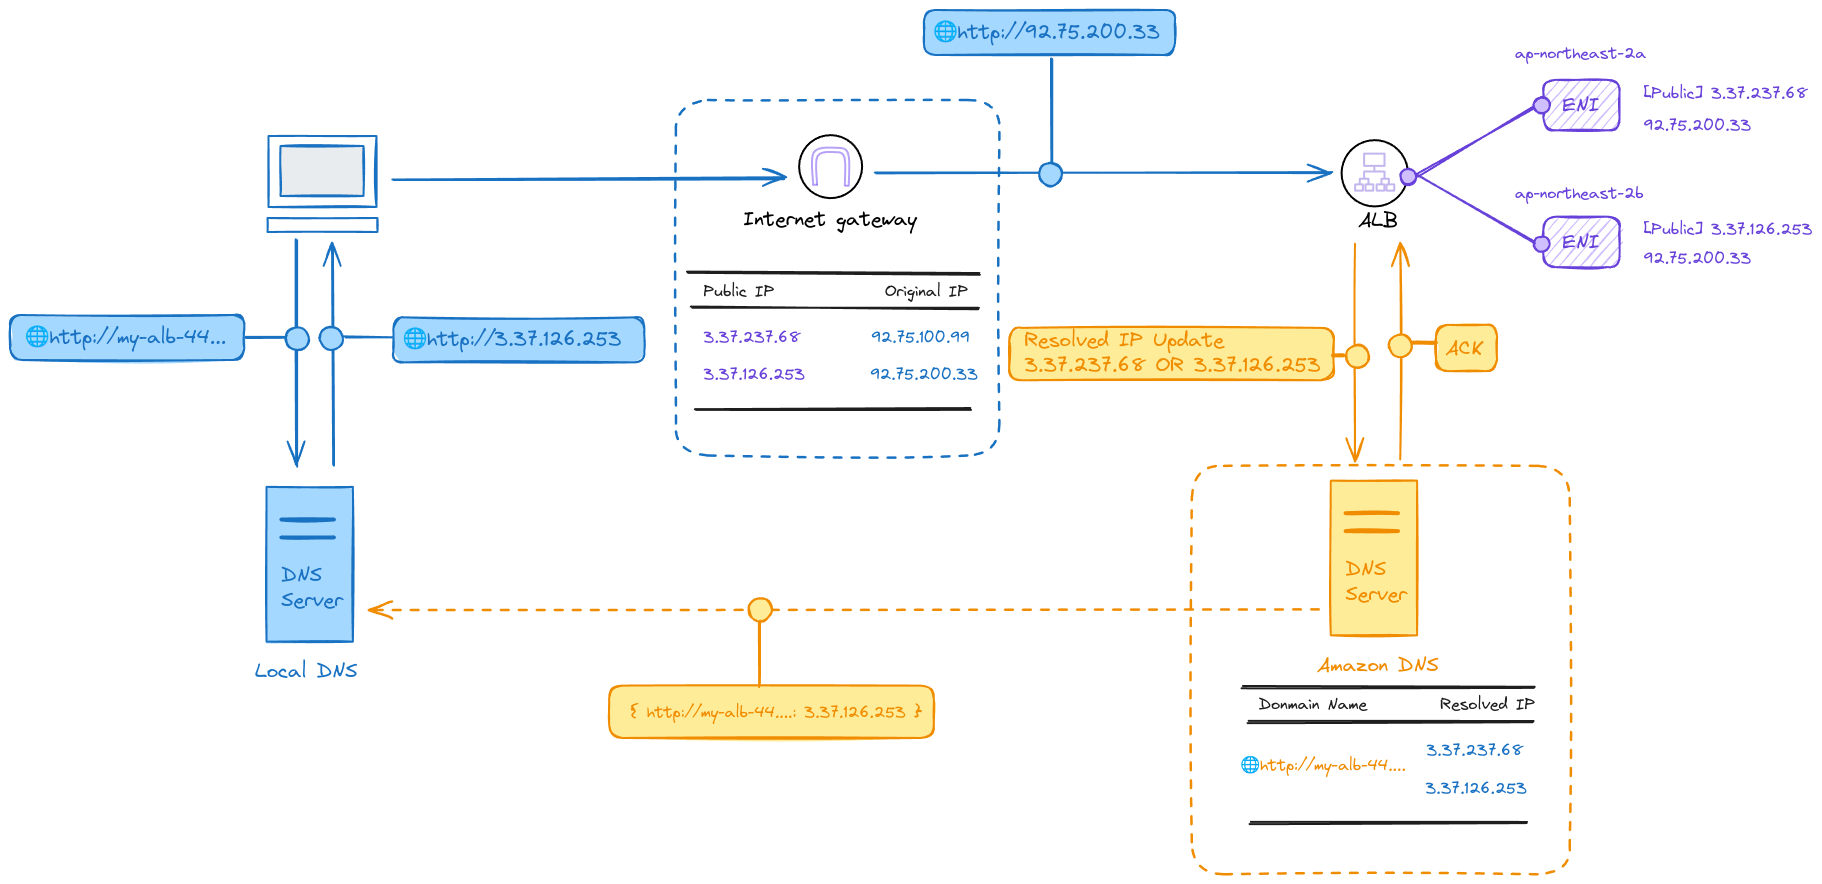 http://92.75.200.33
ap-northeast-2a
ENI
[Public] 3.37.237.68
92.75.200.33
Internet gateway
ALB
ap-northeast-2b
ENI
[Public] 3.37.126.253
92.75.200.33
Public IP Original IP
3.37.237.68 92.75.100.99
3.37.126.253 92.75.200.33
http://my-alb-44...
http://3.37.126.253
Resolved IP Update
3.37.237.68 OR 3.37.126.253
ACK
DNS
Server
Local DNS
DNS
Server
Amazon DNS
{ http://my-alb-44....: 3.37.126.253 }
Donmain Name Resolved IP
3.37.237.68
http://my-alb-44....
3.37.126.253